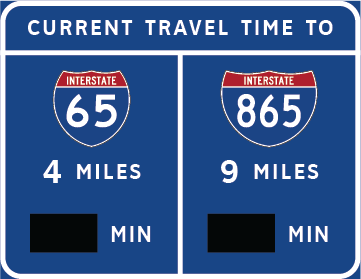 CURRENT TRAVEL TIME TO
INTERSTATE
65
4 MILES
MIN
INTERSTATE
865
9 MILES
MIN